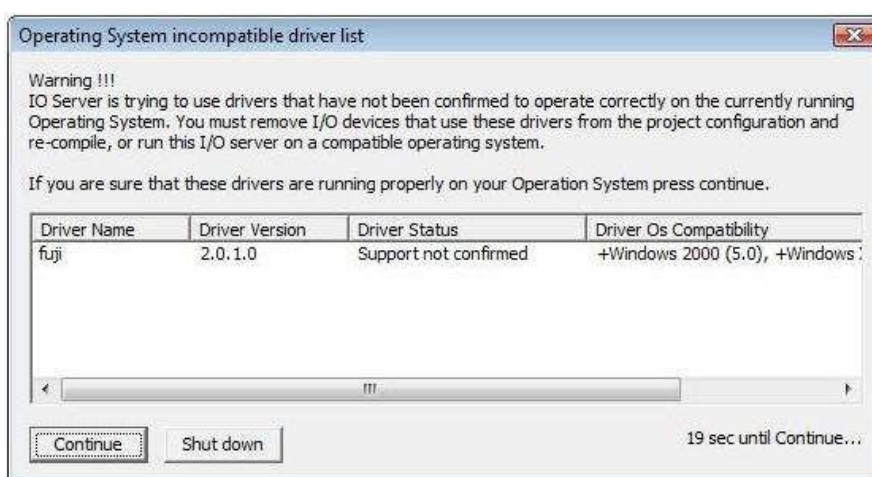 Operating System incompatible driver list
Warning !!!
IO Server is trying to use drivers that have not been confirmed to operate correctly on the currently running
Operating System. You must remove I/O devices that use these drivers from the project configuration and
re-compile, or run this I/O server on a compatible operating system.
If you are sure that these drivers are running properly on your Operation System press continue.
Driver Name Driver Version Driver Status Driver Os Compatibility
fuji 2.0.1.0 Support not confirmed +Windows 2000 (5.0), +Windows
Continue Shut down 19 sec until Continue...